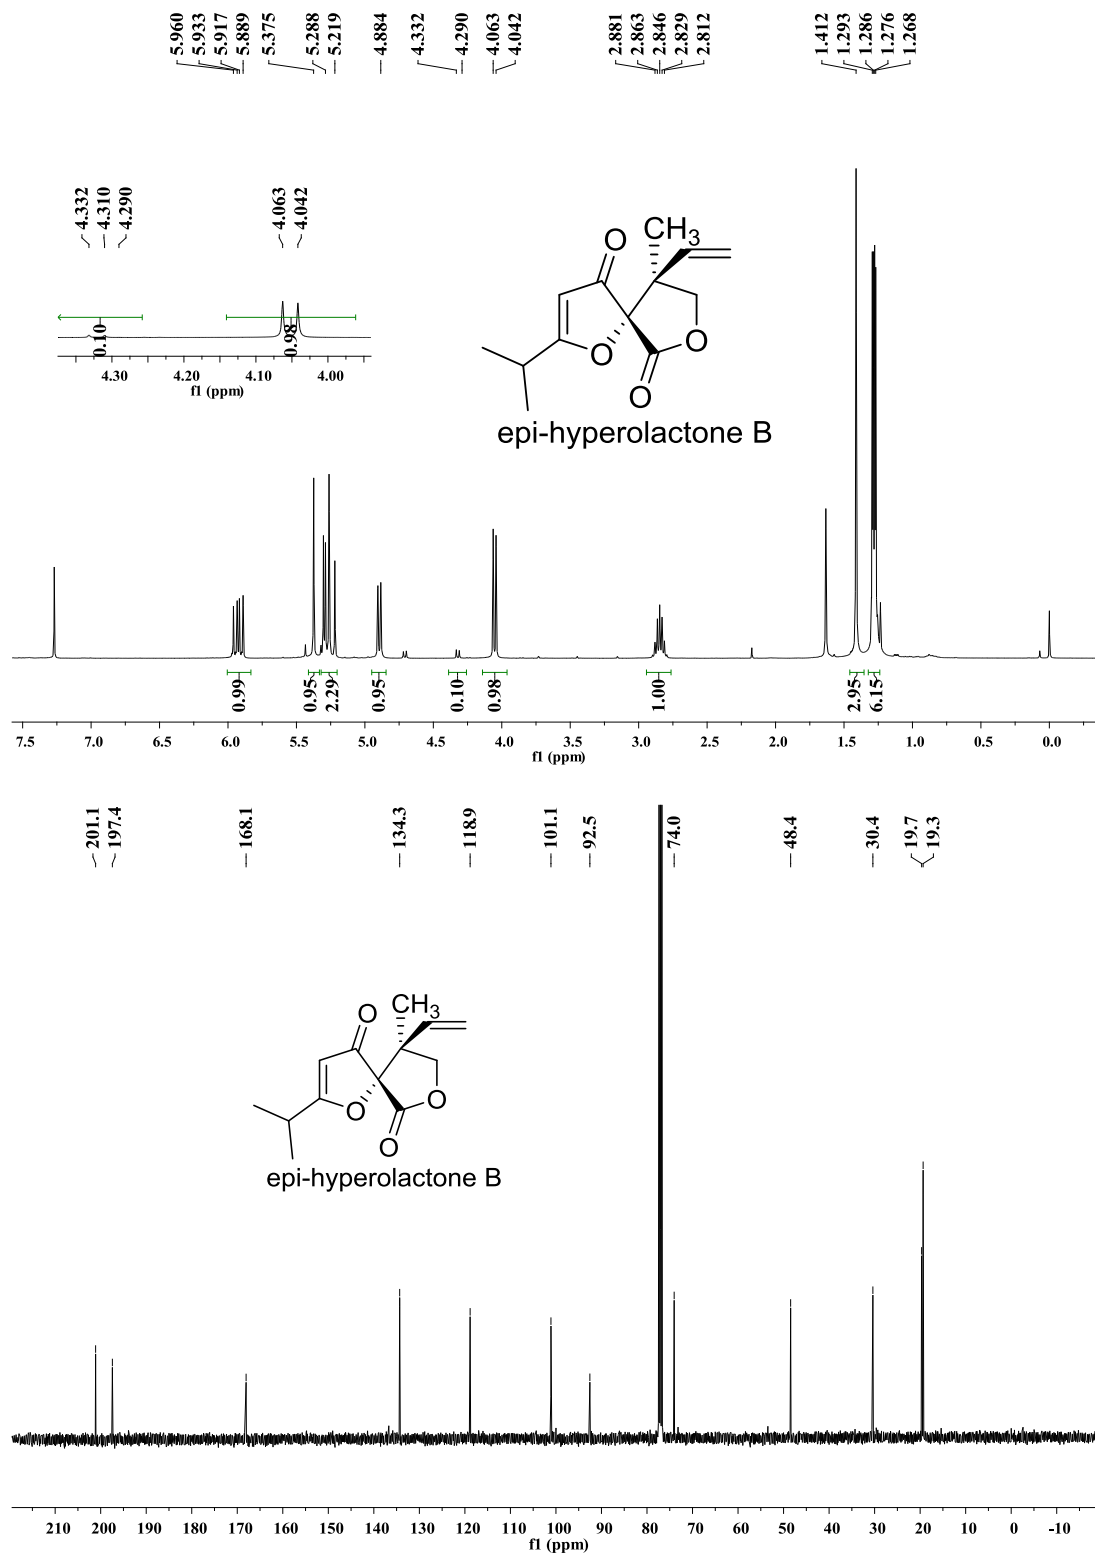 5.960
5.933
5.917
5.889
5.375
5.288
5.219
4.884
4.332
4.290
4.063
4.042
2.881
2.863
2.846
2.829
2.812
1.412
1.293
1.286
1.276
1.268
4.332
4.310
4.290
4.063
4.042
0.10
0.98
4.30 4.20 4.10 4.00
f1 (ppm)
O
CH3
O
O
O
epi-hyperolactone B
0.99
0.95
2.29
0.95
0.10
0.98
1.00
2.95
6.15
7.5 7.0 6.5 6.0 5.5 5.0 4.5 4.0 3.5 3.0 2.5 2.0 1.5 1.0 0.5 0.0
f1 (ppm)
201.1
197.4
168.1
134.3
118.9
101.1
92.5
74.0
48.4
30.4
19.7
19.3
O
CH3
O
O
O
epi-hyperolactone B
210 200 190 180 170 160 150 140 130 120 110 100 90 80 70 60 50 40 30 20 10 0 -10
f1 (ppm)